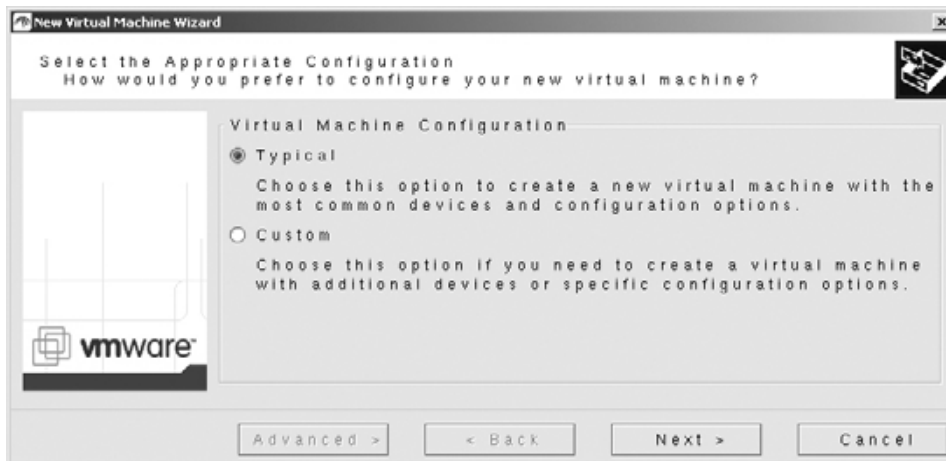 New Virtual Machine Wizard
Select the Appropriate Configuration
How would you prefer to configure your new virtual machine?
Virtual Machine Configuration
Typical
Choose this option to create a new virtual machine with the
most common devices and configuration options.
Custom
Choose this option if you need to create a virtual machine
with additional devices or specific configuration options.
vmware
Advanced >
< Back
Next >
Cancel